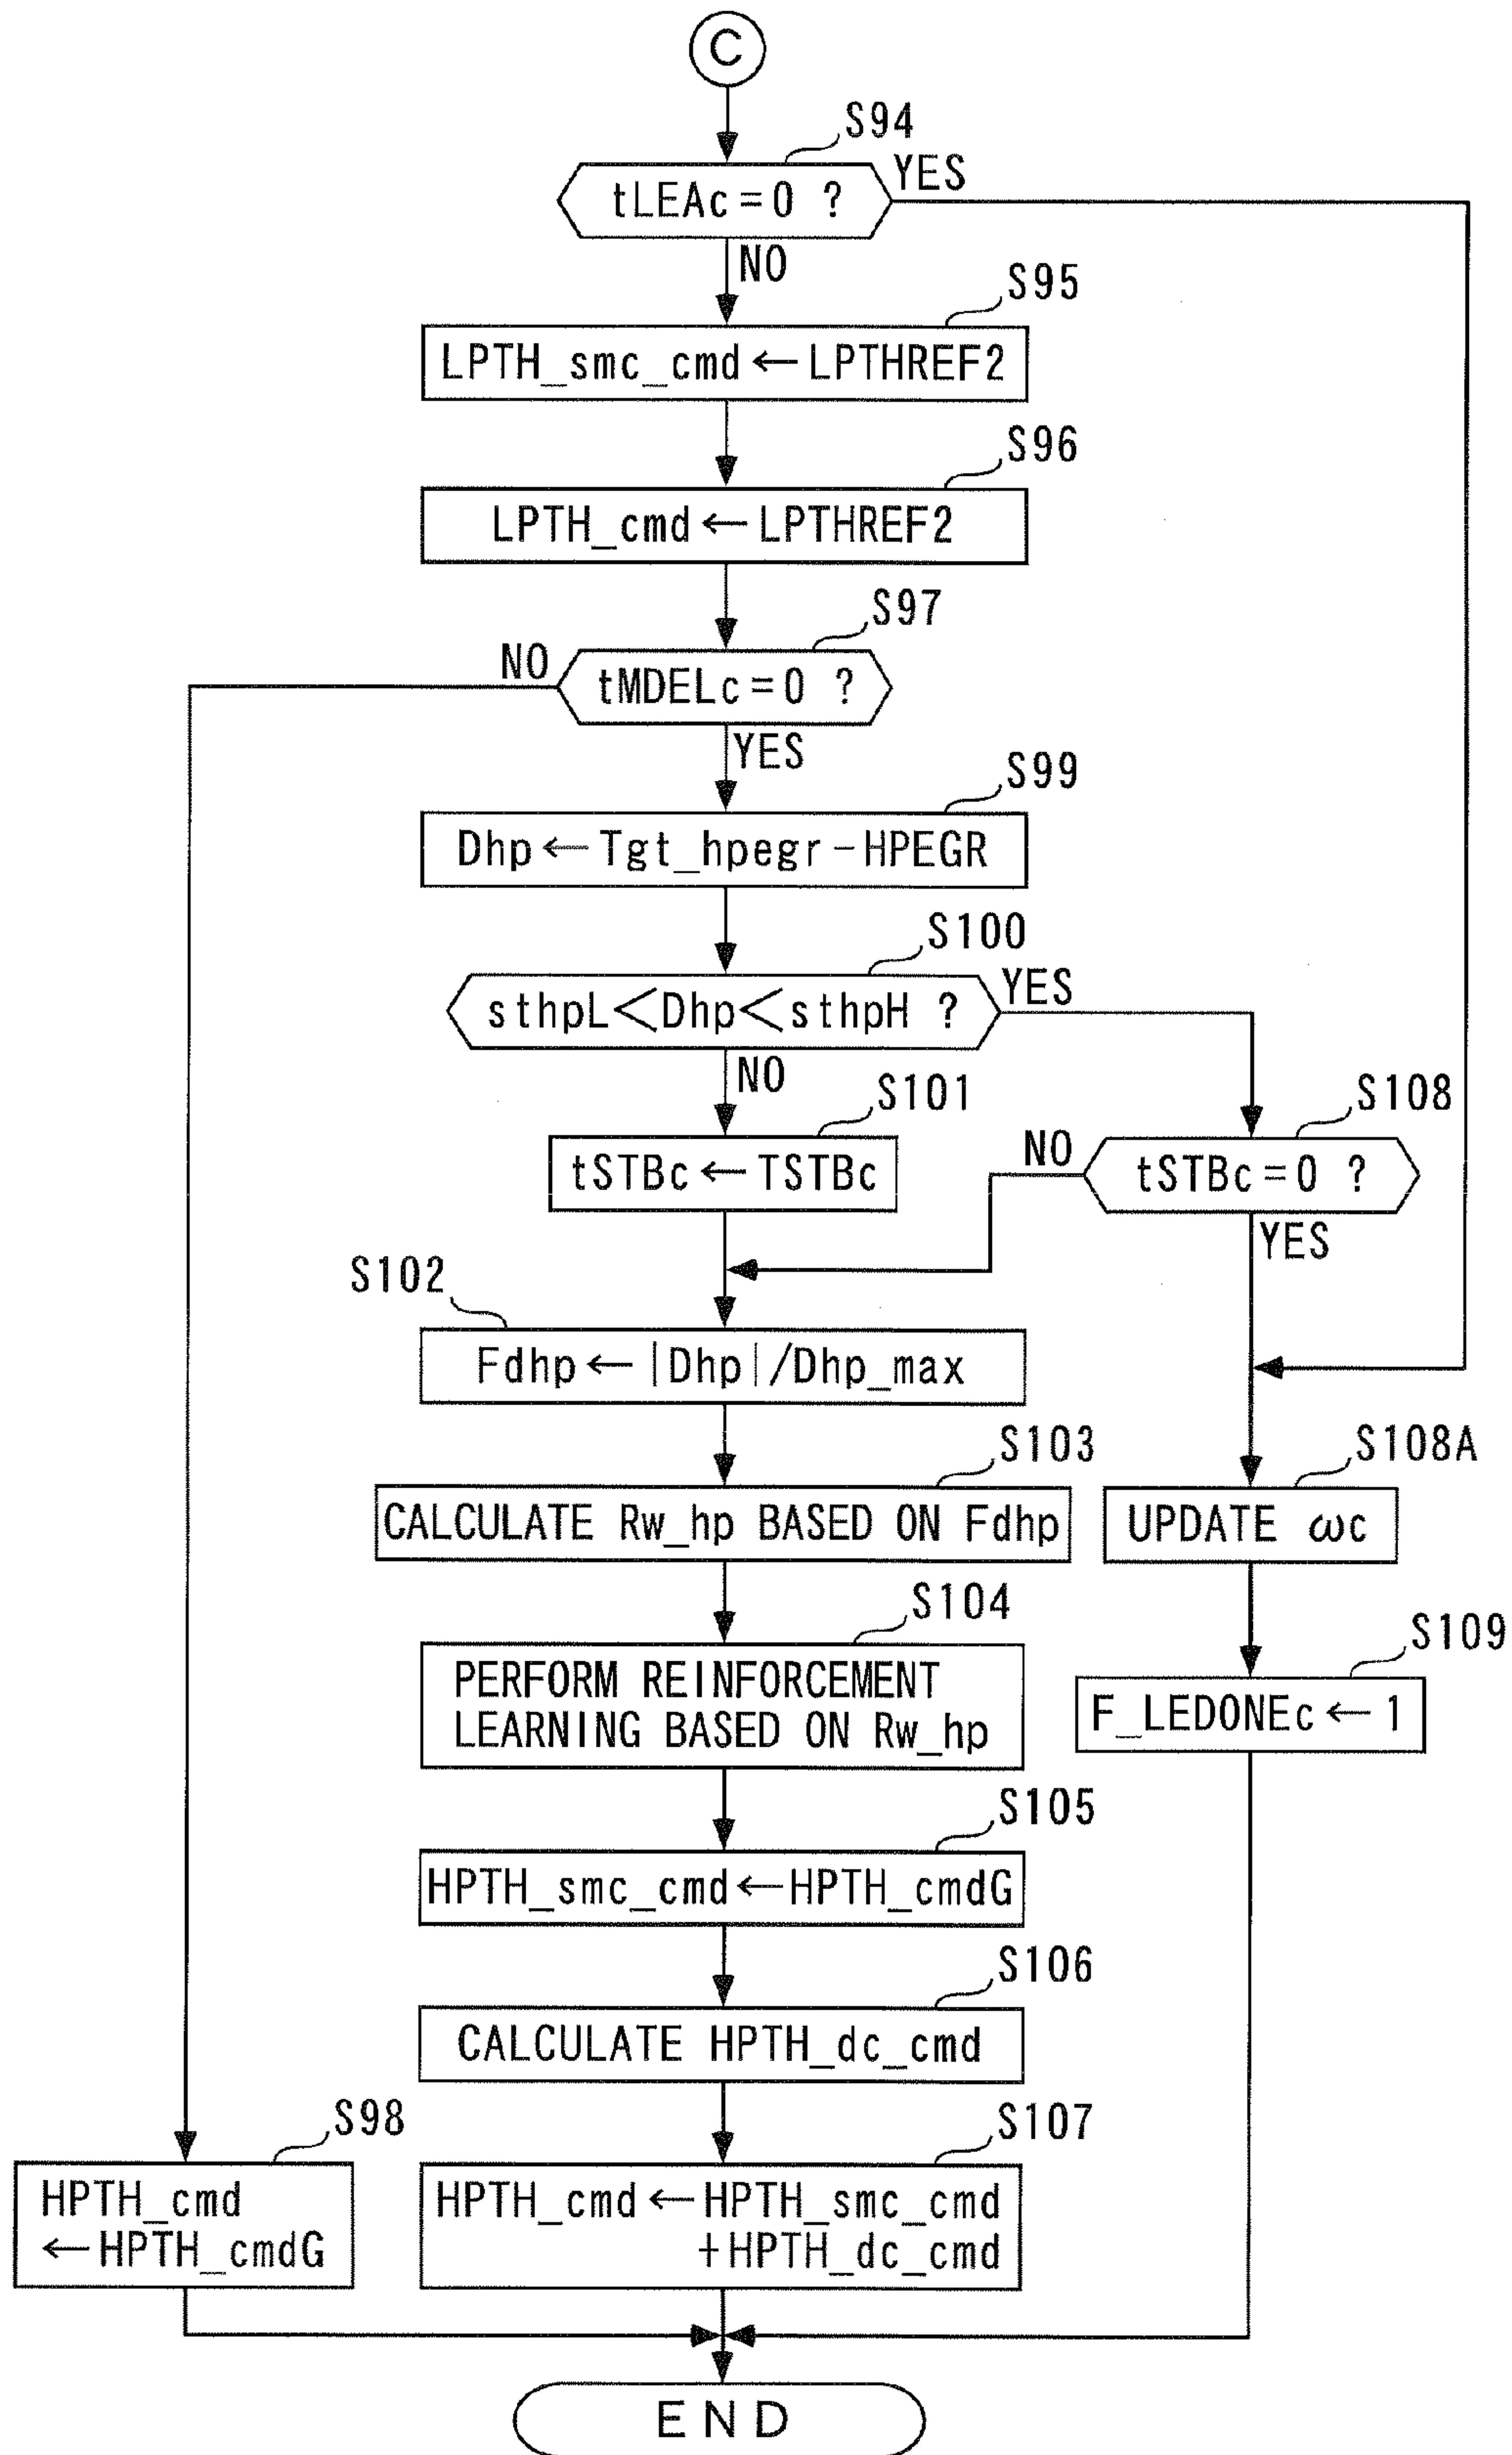 C
S94
tLEAc=0 ?
YES
NO
S95
LPTH_smc_cmd←LPTHREF2
S96
LPTH_cmd←LPTHREF2
S97
NO
tMDELc=0 ?
YES
S99
Dhp←Tgt_hpegr-HPEGR
S100
sthpL<Dhp<sthpH ?
YES
NO
S101
tSTBc←TSTBc
S108
NO
tSTBc=0 ?
YES
S102
Fdhp←|Dhp|/Dhp_max
S103
CALCULATE Rw_hp BASED ON Fdhp
S108A
UPDATE ωc
S104
PERFORM REINFORCEMENT
LEARNING BASED ON Rw_hp
S109
F_LEDONEc←1
S105
HPTH_smc_cmd←HPTH_cmdG
S106
CALCULATE HPTH_dc_cmd
S98
HPTH_cmd
←HPTH_cmdG
S107
HPTH_cmd←HPTH_smc_cmd
+HPTH_dc_cmd
END